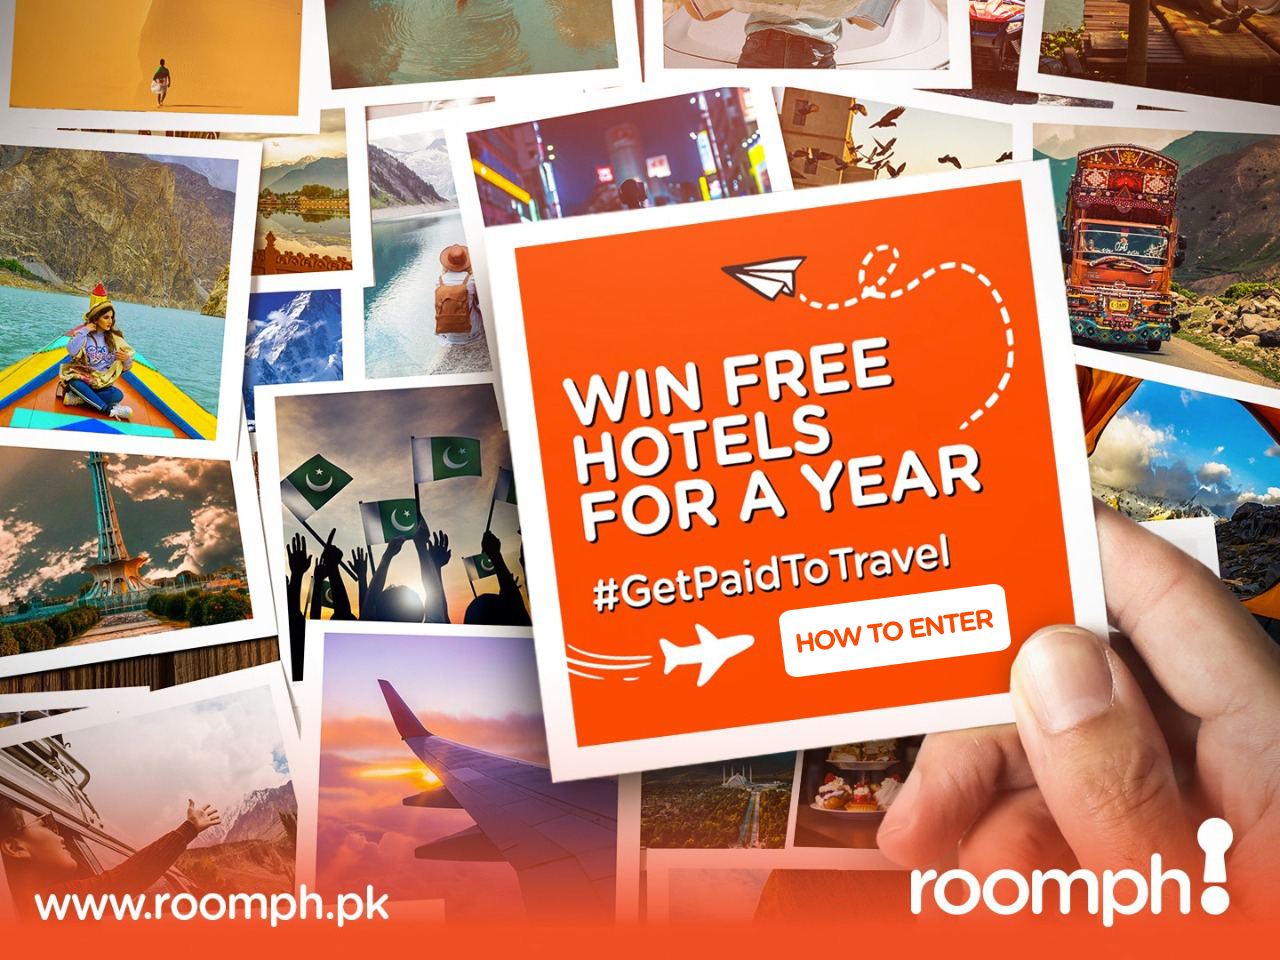 WIN FREE
HOTELS
FOR A YEAR
#GetPaidToTravel
HOW TO ENTER
www.roomph.pk
roomph!